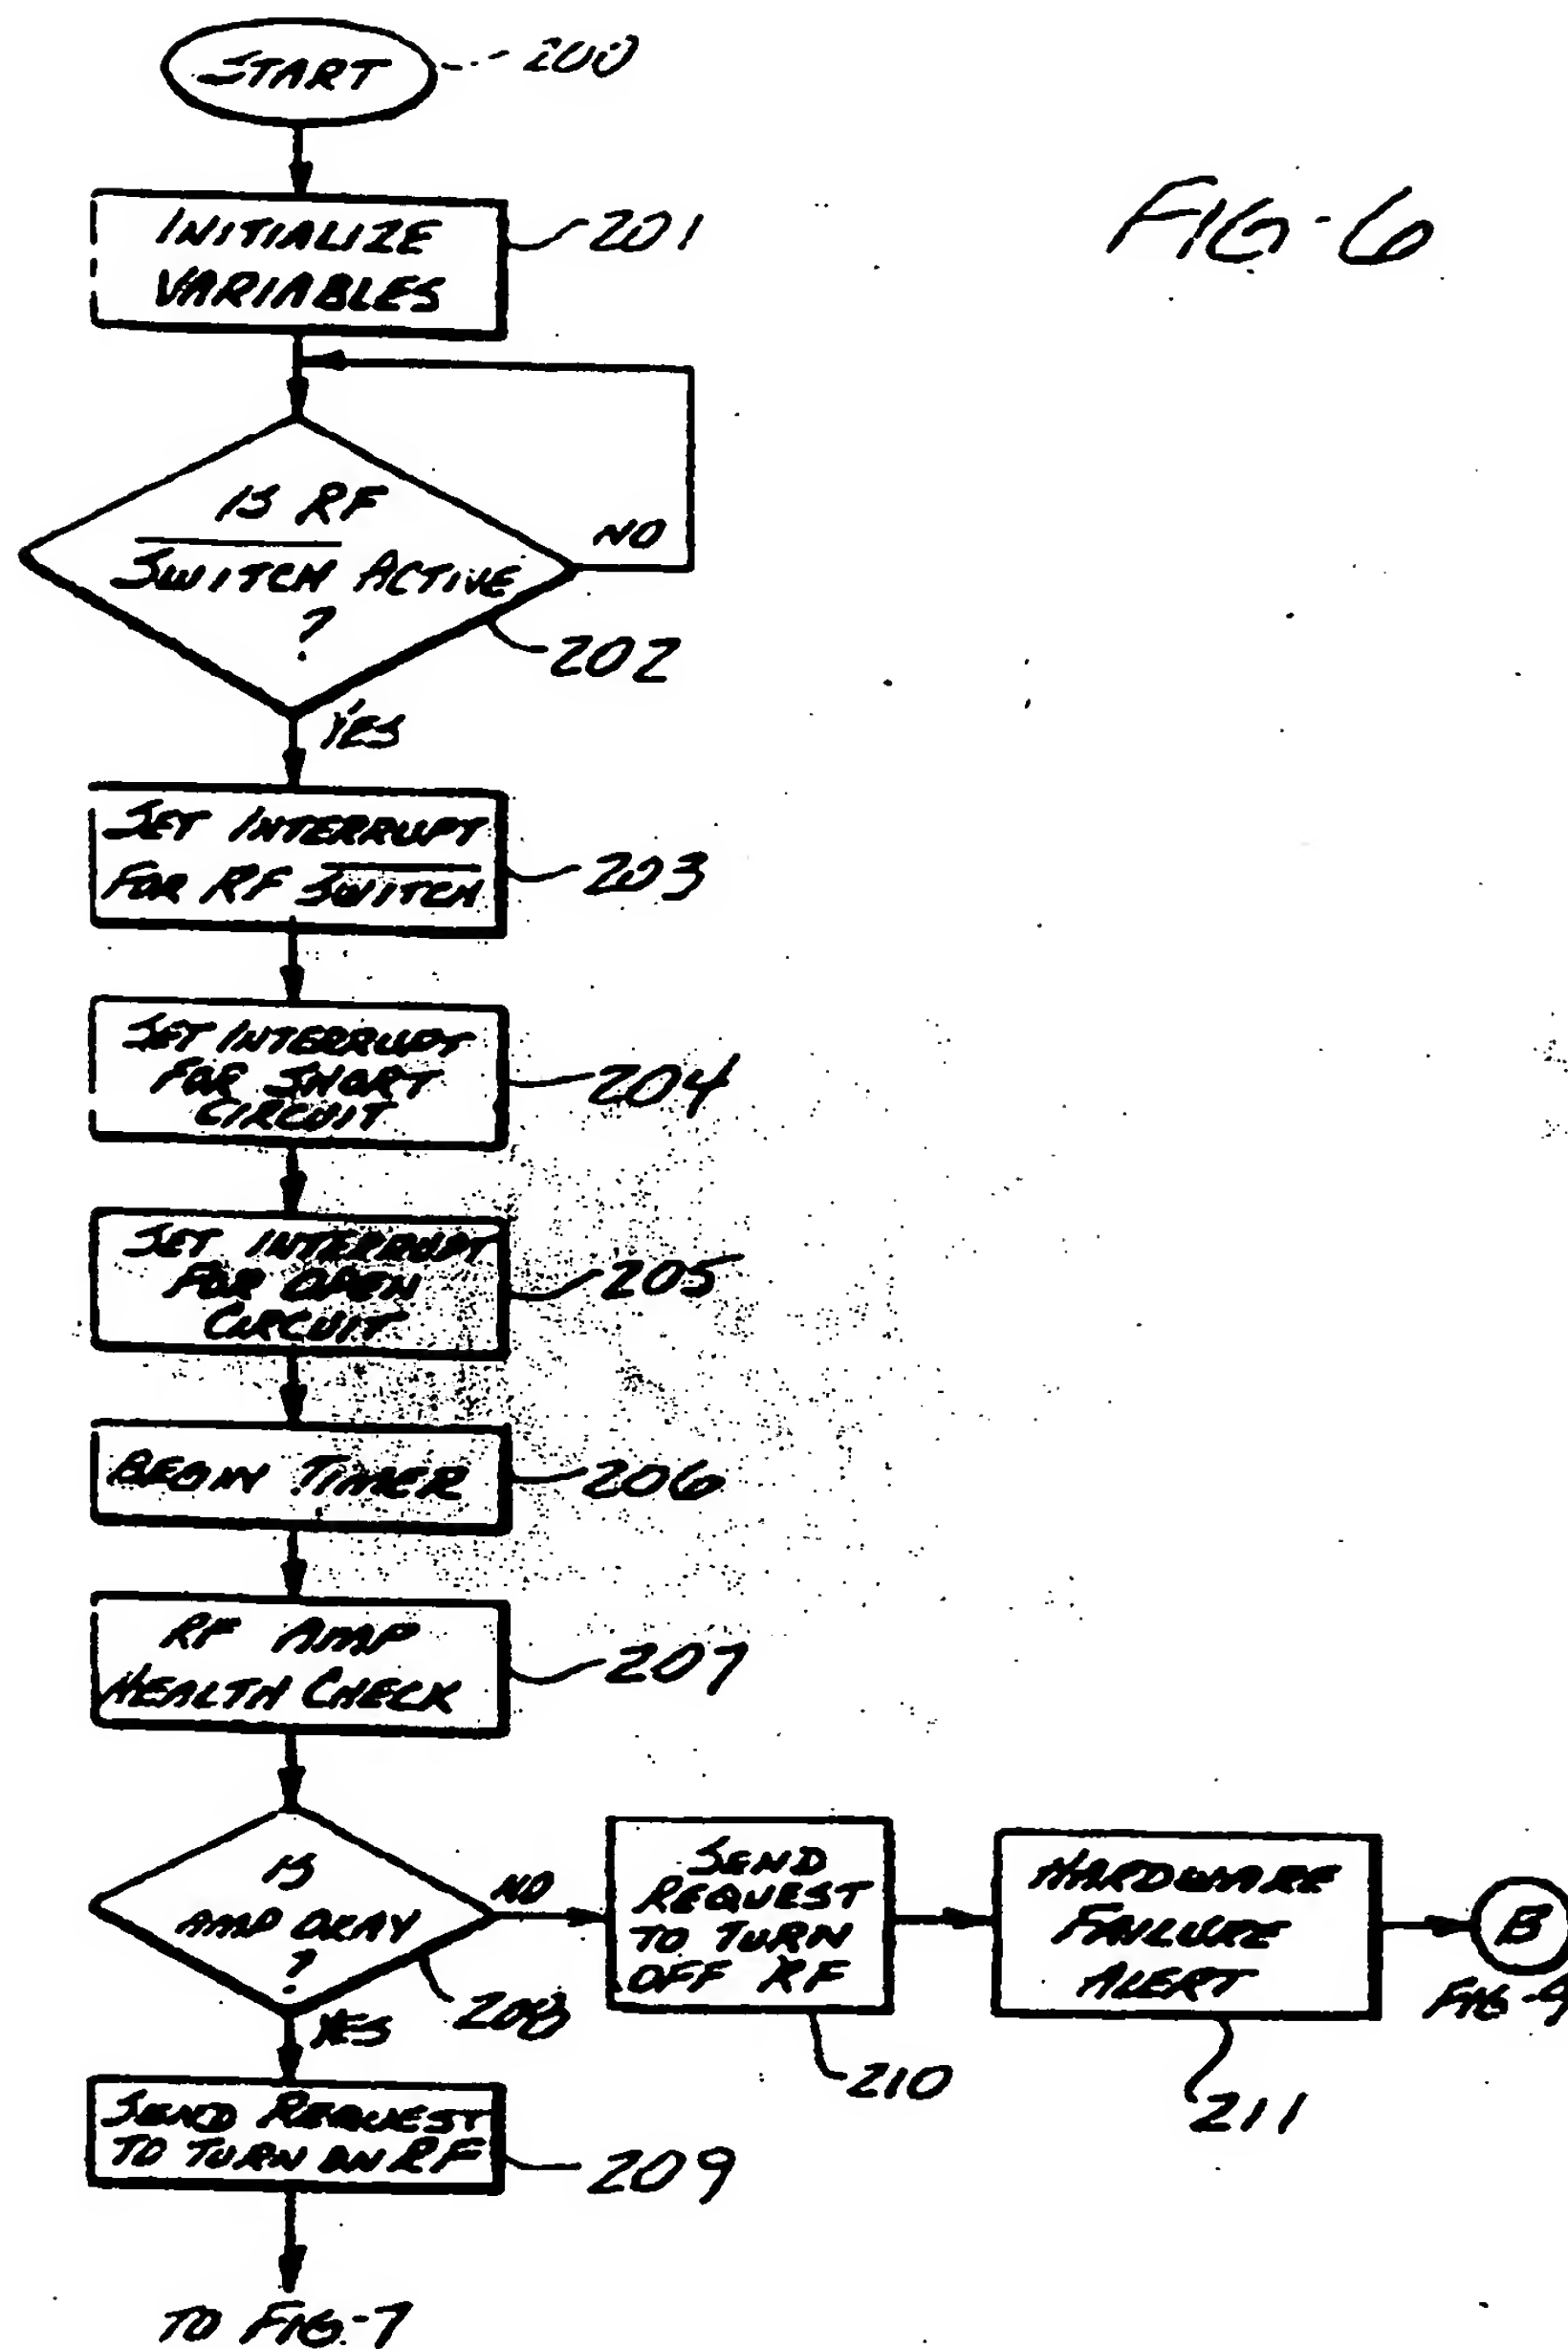 START
200
INITIALIZE
VARIABLES
201
FIG-6
IS RF
SWITCH ACTIVE
?
NO
202
YES
SET INTERRUPT
FOR RF SWITCH
203
SET INTERRUPT
FOR SHORT
CIRCUIT
204
SET INTERRUPT
FOR OPEN
CIRCUIT
205
BEGIN TIMER
206
RF AMP
HEALTH CHECK
207
IS
AMP OKAY
?
NO
208
YES
SEND
REQUEST
TO TURN
OFF RF
210
HARDWARE
FAILURE
ALERT
211
B
FIG-9
SEND REQUEST
TO TURN ON RF
209
TO FIG-7